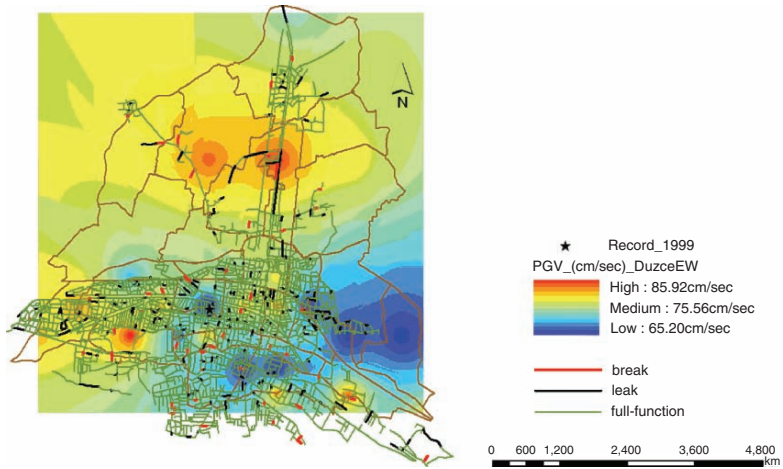 N
Record_1999
PGV_(cm/sec)_DuzceEW
High : 85.92cm/sec
Medium : 75.56cm/sec
Low : 65.20cm/sec
break
leak
full-function
0 600 1,200 2,400 3,600 4,800
km